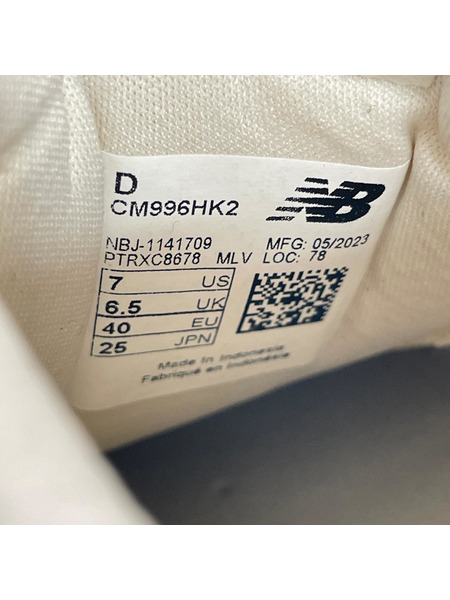 D
CM996HK2
NB
NBJ-1141709 MFG: 05/2023
PTRXC8678 MLV LOC: 78
7 US
6.5 UK
40 EU
25 JPN
Made In Indonesia
Fabriqué en Indonésie